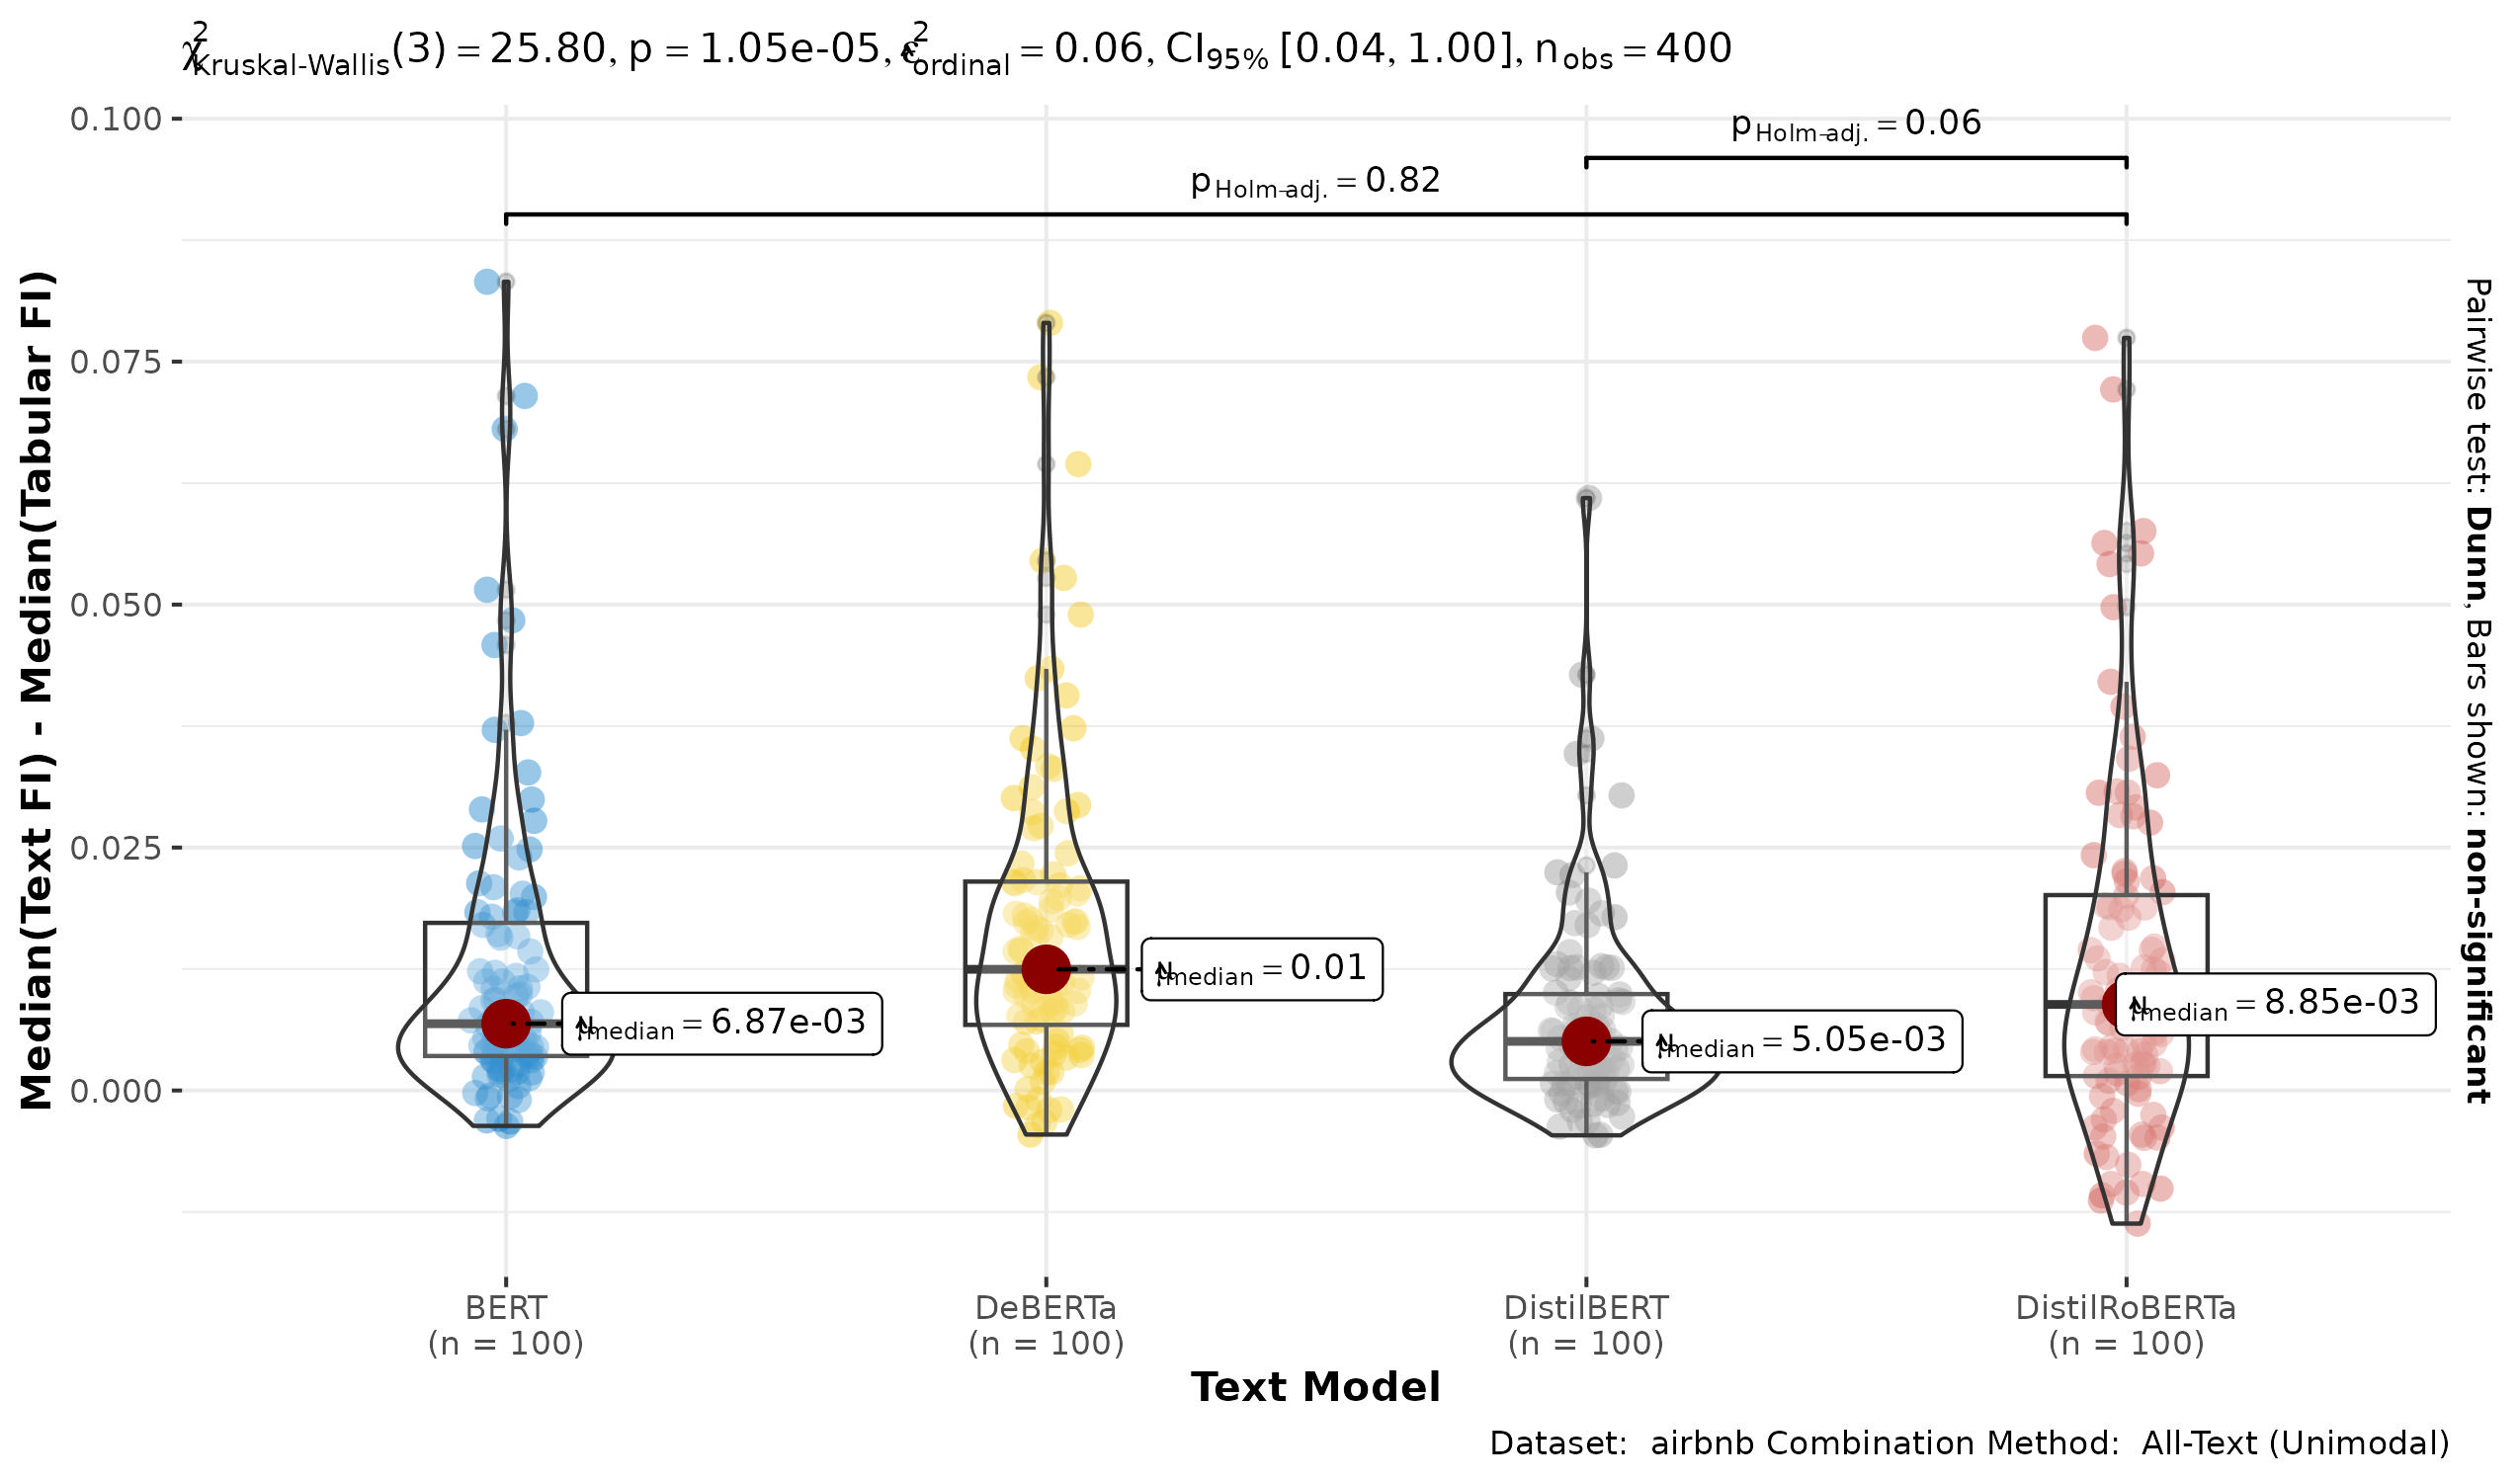 χ²Kruskal-Wallis(3) = 25.80, p = 1.05e-05, ε̂²ordinal = 0.06, CI95% [0.04, 1.00], nobs = 400
0.100
0.075
0.050
0.025
0.000
Median(Text FI) - Median(Tabular FI)
pHolm-adj. = 0.06
pHolm-adj. = 0.82
μ̂median = 6.87e-03
μ̂median = 0.01
μ̂median = 5.05e-03
μ̂median = 8.85e-03
Pairwise test: Dunn, Bars shown: non-significant
BERT
(n = 100)
DeBERTa
(n = 100)
DistilBERT
(n = 100)
DistilRoBERTa
(n = 100)
Text Model
Dataset: airbnb Combination Method: All-Text (Unimodal)